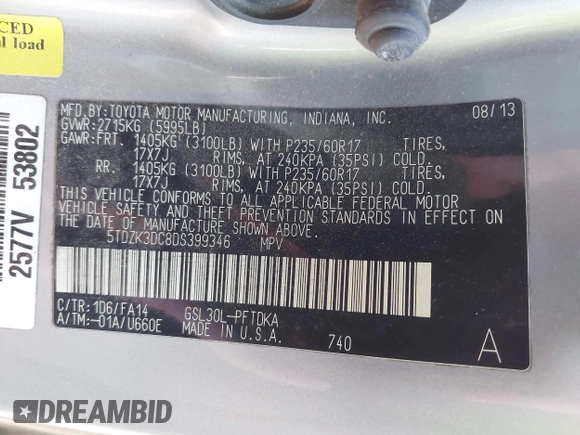 CED
al load
2577V 53802
MFD.BY: TOYOTA MOTOR MANUFACTURING, INDIANA, INC. 08/13
GVWR:2715KG (5995LB)
GAWR:FRT. 1405KG (3100LB) WITH P235/60R17 TIRES,
17X7J RIMS, AT 240KPA (35PSI) COLD.
RR. 1405KG (3100LB) WITH P235/60R17 TIRES,
17X7J RIMS, AT 240KPA (35PSI) COLD.
THIS VEHICLE CONFORMS TO ALL APPLICABLE FEDERAL MOTOR
VEHICLE SAFETY AND THEFT PREVENTION STANDARDS IN EFFECT ON
THE DATE OF MANUFACTURE SHOWN ABOVE.
5TDZK3DC8DS399346 MPV
C/TR: 1D6/FA14 GSL30L-PFTDKA
A/TM:-01A/U660E MADE IN U.S.A. 740 A
DREAMBID